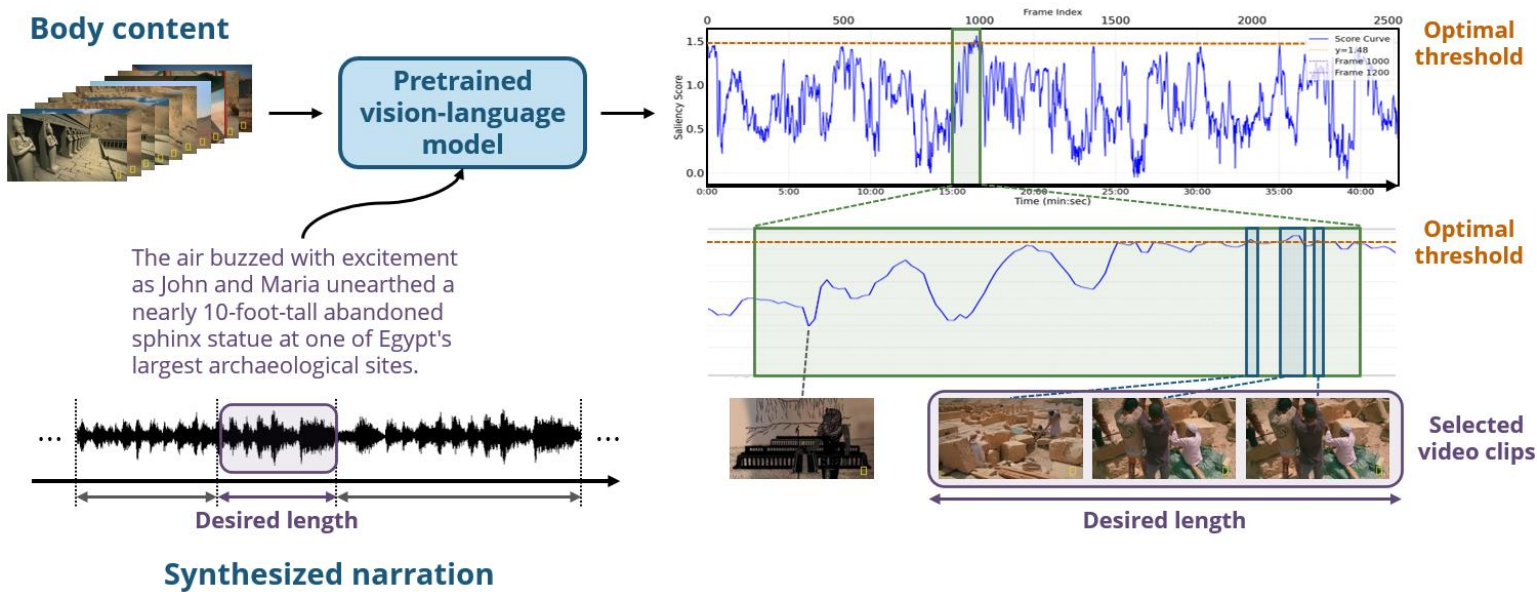 Body content
Pretrained
vision-language
model
The air buzzed with excitement
as John and Maria unearthed a
nearly 10-foot-tall abandoned
sphinx statue at one of Egypt's
largest archaeological sites.
...
...
Desired length
Synthesized narration
Frame Index
0 500 1000 1500 2000 2500
Saliency Score
1.5
1.0
0.5
0.0
Score Curve
y=1.48
Frame 1000
Frame 1200
0:00 5:00 10:00 15:00 20:00 25:00 30:00 35:00 40:00
Time (min:sec)
Optimal
threshold
Optimal
threshold
Selected
video clips
Desired length